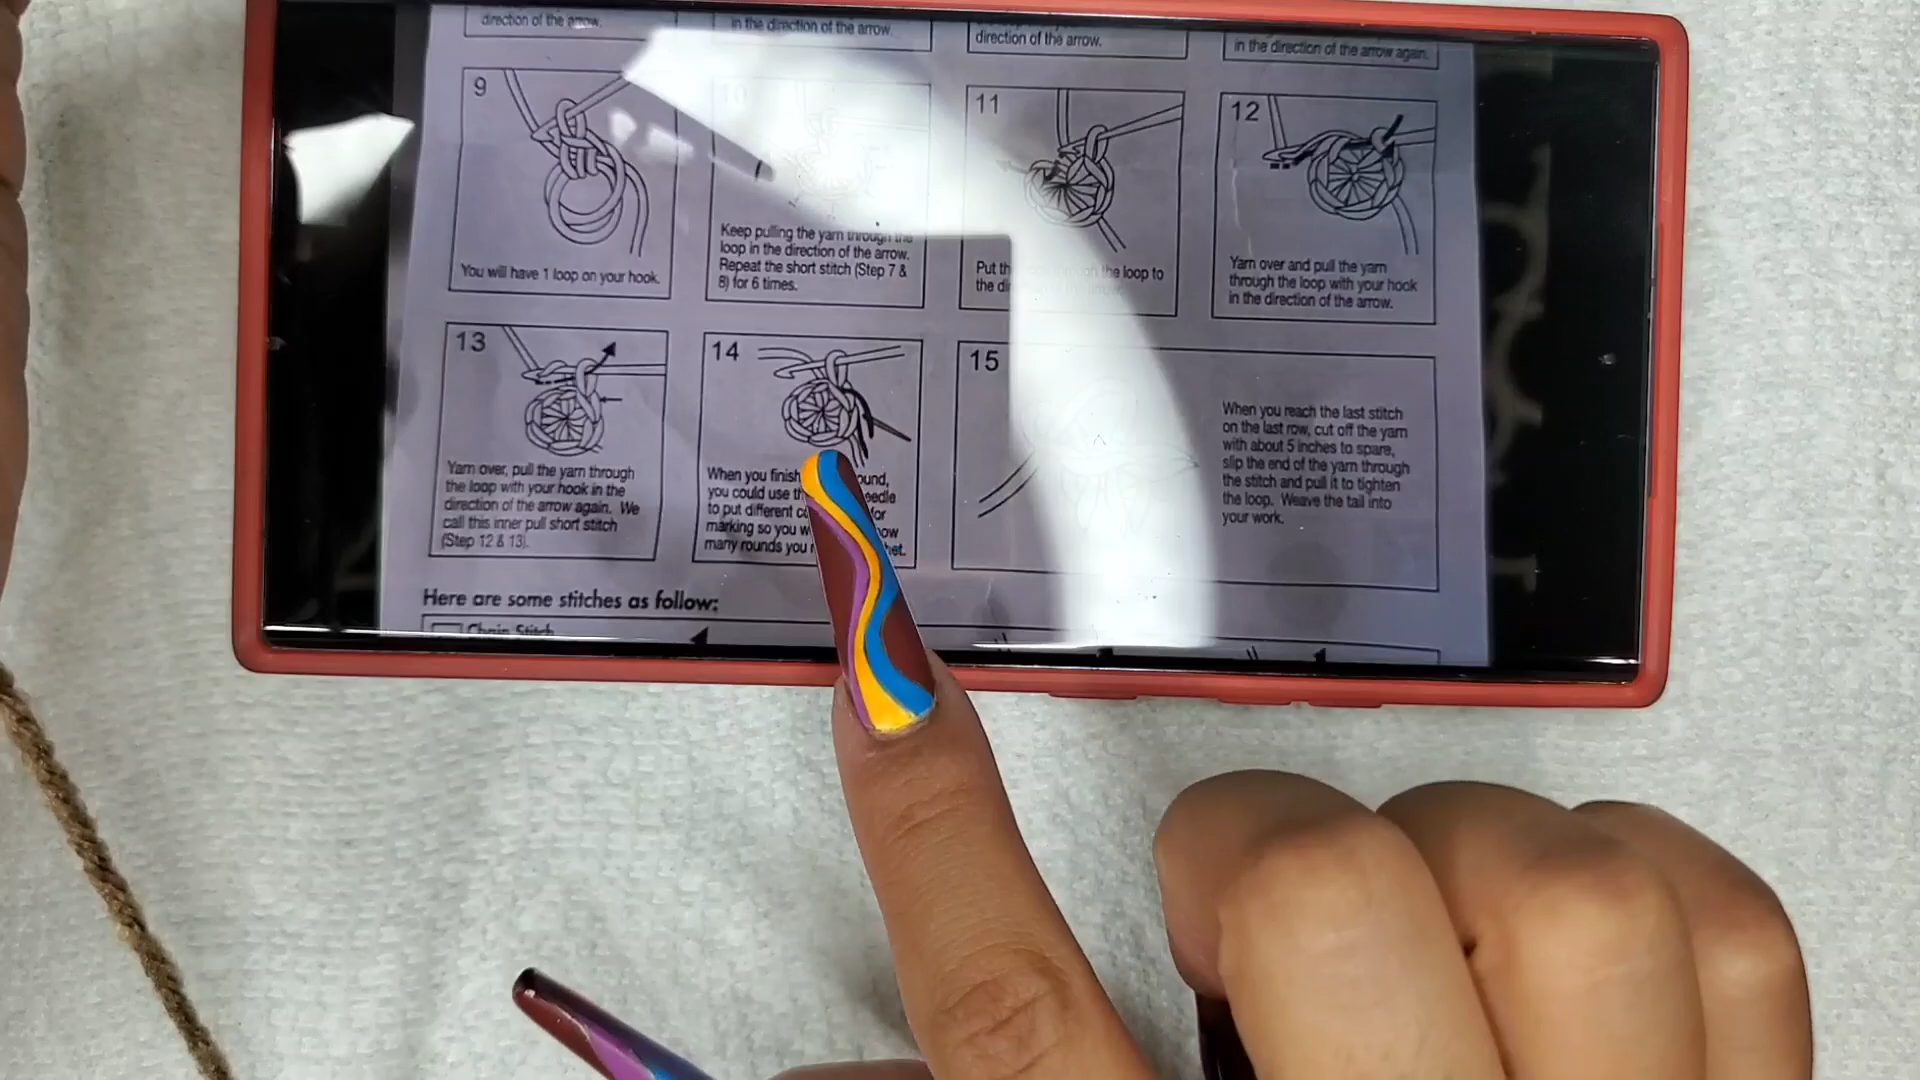 direction of the arrow.
in the direction of the arrow
direction of the arrow.
in the direction of the arrow again.
9
You will have 1 loop on your hook.
10
Keep pulling the yarn through the
loop in the direction of the arrow.
Repeat the short stitch (Step 7 &
8) for 6 times.
11
Put the loop to
the
12
Yarn over and pull the yarn
through the loop with your hook
in the direction of the arrow.
13
Yarn over, pull the yarn through
the loop with your hook in the
direction of the arrow again. We
call this inner pull short stitch
(Step 12 & 13).
14
When you finish
you could use
to put different
marking so you
many rounds you
15
When you reach the last stitch
on the last row, cut off the yarn
with about 5 inches to spare,
slip the end of the yarn through
the stitch and pull it to tighten
the loop. Weave the tail into
your work.
Here are some stitches as follow:
Chain Stitch